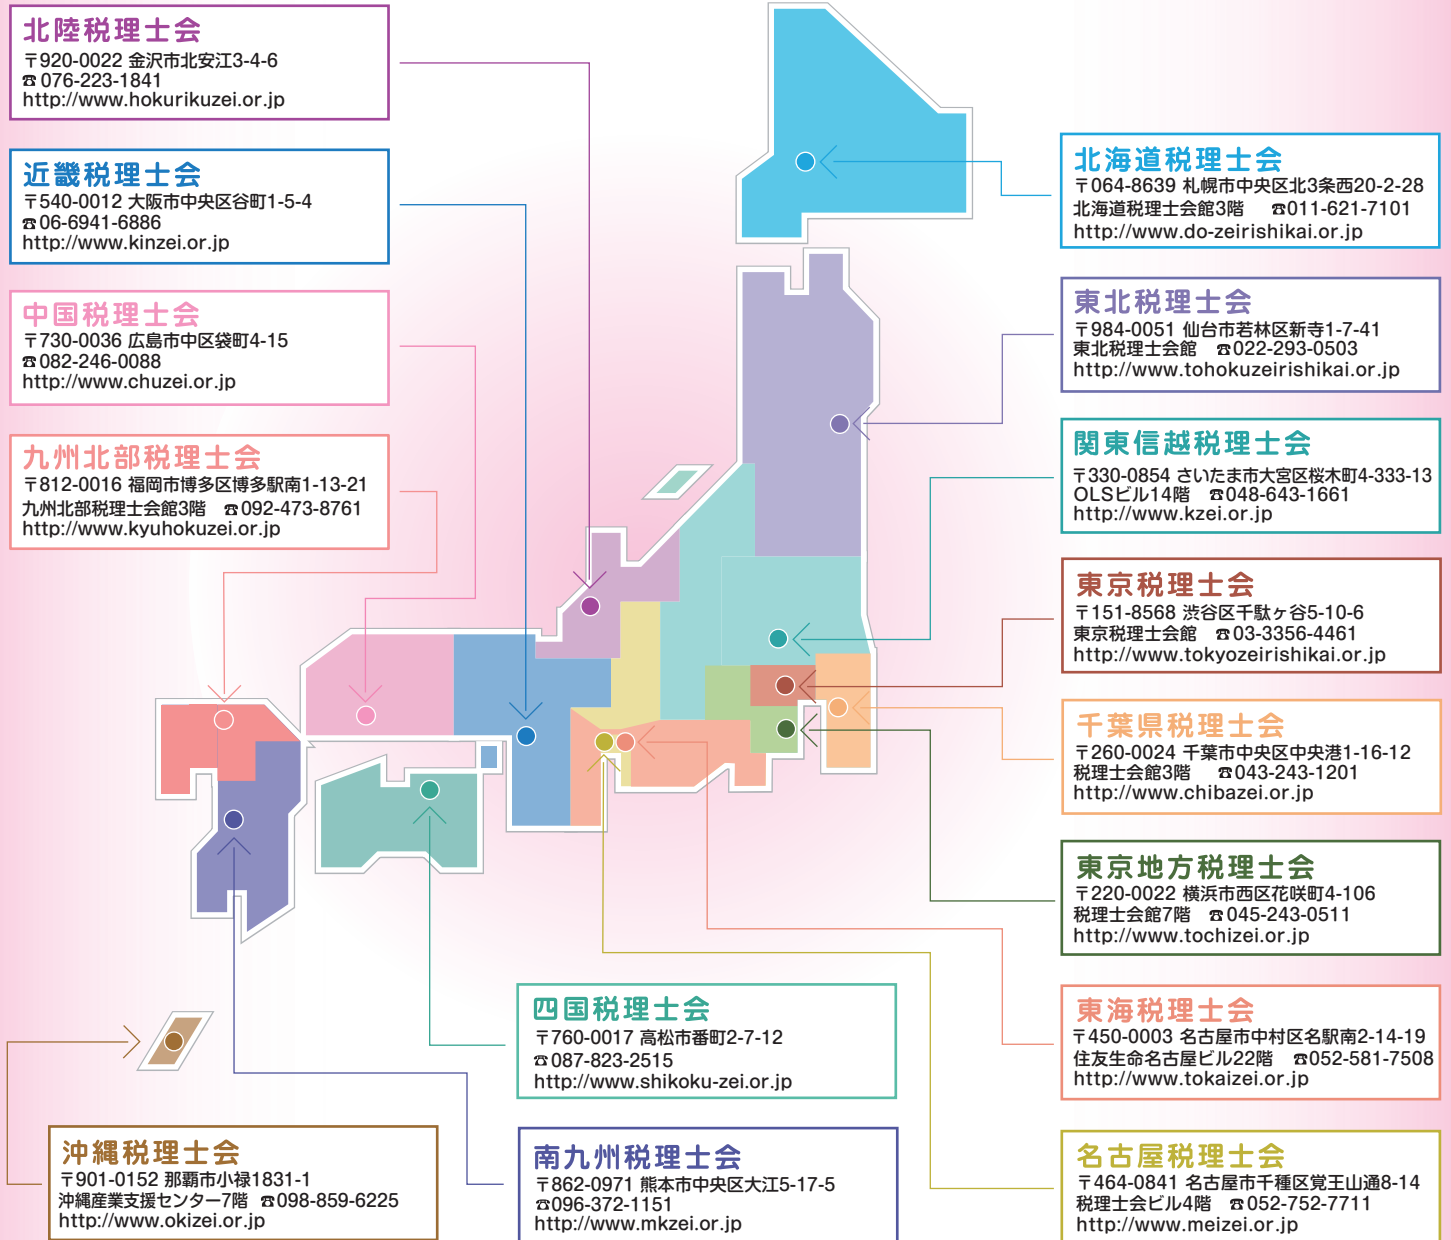 北陸税理士会
〒920-0022 金沢市北安江3-4-6
☎076-223-1841
http://www.hokurikuzei.or.jp
近畿税理士会
〒540-0012 大阪市中央区谷町1-5-4
☎06-6941-6886
http://www.kinzei.or.jp
中国税理士会
〒730-0036 広島市中区袋町4-15
☎082-246-0088
http://www.chuzei.or.jp
九州北部税理士会
〒812-0016 福岡市博多区博多駅南1-13-21
九州北部税理士会館3階 ☎092-473-8761
http://www.kyuhokuzei.or.jp
北海道税理士会
〒064-8639 札幌市中央区北3条西20-2-28
北海道税理士会館3階 ☎011-621-7101
http://www.do-zeirishikai.or.jp
東北税理士会
〒984-0051 仙台市若林区新寺1-7-41
東北税理士会館 ☎022-293-0503
http://www.tohokuzeirishikai.or.jp
関東信越税理士会
〒330-0854 さいたま市大宮区桜木町4-333-13
OLSビル14階 ☎048-643-1661
http://www.kzei.or.jp
東京税理士会
〒151-8568 渋谷区千駄ヶ谷5-10-6
東京税理士会館 ☎03-3356-4461
http://www.tokyozeirishikai.or.jp
千葉県税理士会
〒260-0024 千葉市中央区中央港1-16-12
税理士会館3階 ☎043-243-1201
http://www.chibazei.or.jp
東京地方税理士会
〒220-0022 横浜市西区花咲町4-106
税理士会館7階 ☎045-243-0511
http://www.tochizei.or.jp
東海税理士会
〒450-0003 名古屋市中村区名駅南2-14-19
住友生命名古屋ビル22階 ☎052-581-7508
http://www.tokaizei.or.jp
名古屋税理士会
〒464-0841 名古屋市千種区覚王山通8-14
税理士会ビル4階 ☎052-752-7711
http://www.meizei.or.jp
四国税理士会
〒760-0017 高松市番町2-7-12
☎087-823-2515
http://www.shikoku-zei.or.jp
南九州税理士会
〒862-0971 熊本市中央区大江5-17-5
☎096-372-1151
http://www.mkzei.or.jp
沖縄税理士会
〒901-0152 那覇市小禄1831-1
沖縄産業支援センター7階 ☎098-859-6225
http://www.okizei.or.jp